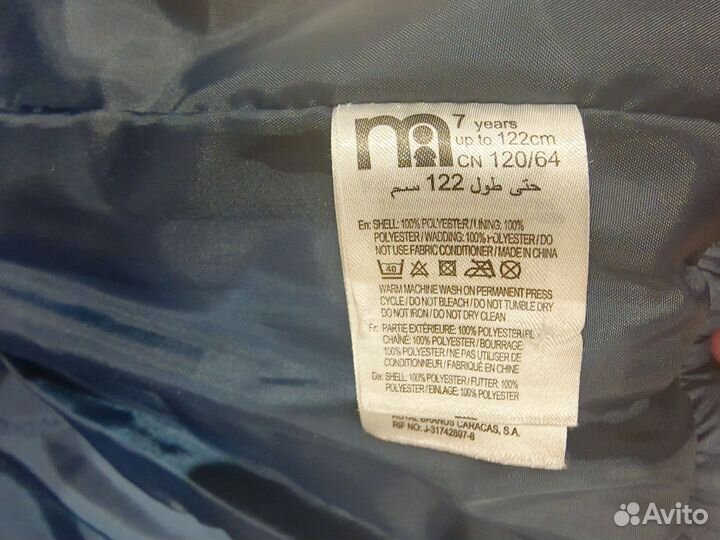 m
7 years
up to 122cm
CN 120/64
حتى طول 122 سم
En: SHELL: 100% POLYESTER / LINING: 100%
POLYESTER / WADDING: 100% POLYESTER / DO
NOT USE FABRIC CONDITIONER / MADE IN CHINA
40
WARM MACHINE WASH ON PERMANENT PRESS
CYCLE / DO NOT BLEACH / DO NOT TUMBLE DRY
DO NOT IRON / DO NOT DRY CLEAN
Fr: PARTIE EXTÉRIEURE: 100% POLYESTER/FIL
CHAÎNE: 100% POLYESTER / BOURRAGE:
100% POLYESTER / NE PAS UTILISER DE
CONDITIONNEUR / FABRIQUÉ EN CHINE
De: SHELL: 100% POLYESTER / FUTTER: 100%
POLYESTER / EINLAGE: 100% POLYESTER
ROYAL BRANDS CARACAS, S.A.
RIF NO: J-31742897-8
Avito